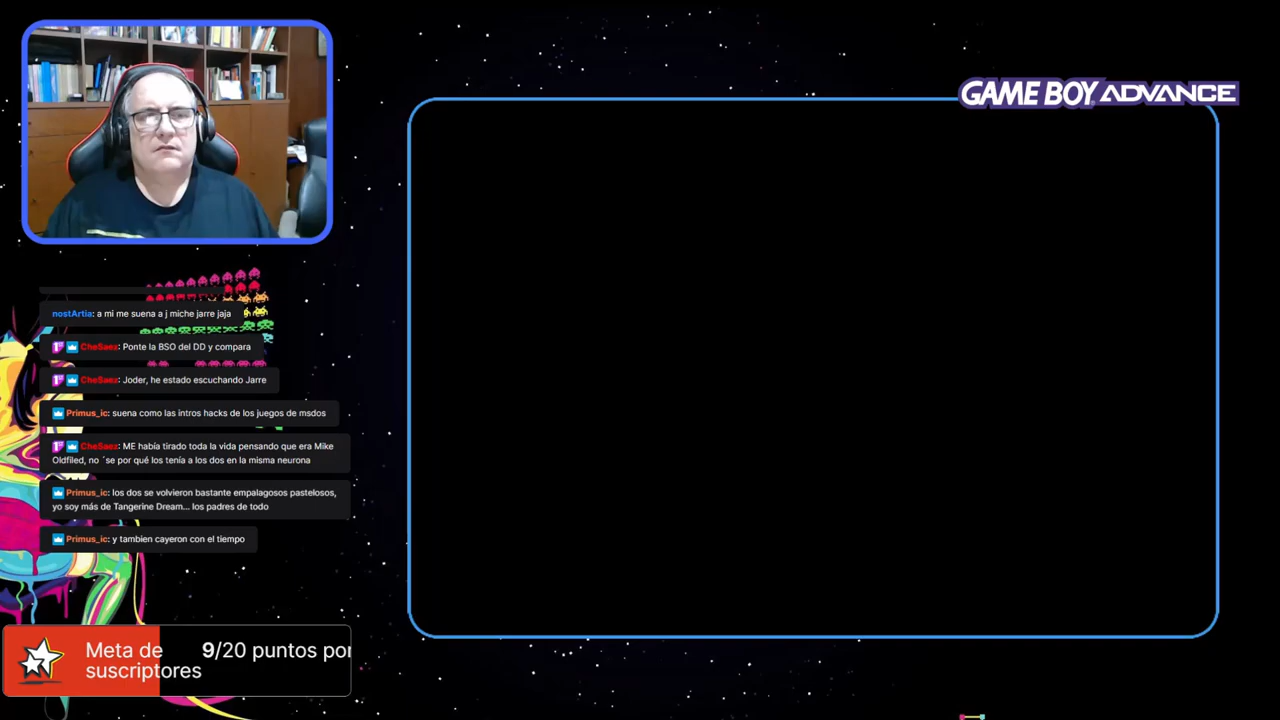 GAME BOY ADVANCE
nostArtia: a mi me suena a j miche jarre jaja
CheSaez: Ponte la BSO del DD y compara
CheSaez: Joder, he estado escuchando Jarre
Primus_ic: suena como las intros hacks de los juegos de msdos
CheSaez: ME había tirado toda la vida pensando que era Mike
Oldfiled, no ´se por qué los tenía a los dos en la misma neurona
Primus_ic: los dos se volvieron bastante empalagosos pastelosos,
yo soy más de Tangerine Dream... los padres de todo
Primus_ic: y tambien cayeron con el tiempo
Meta de
suscriptores
9/20 puntos por